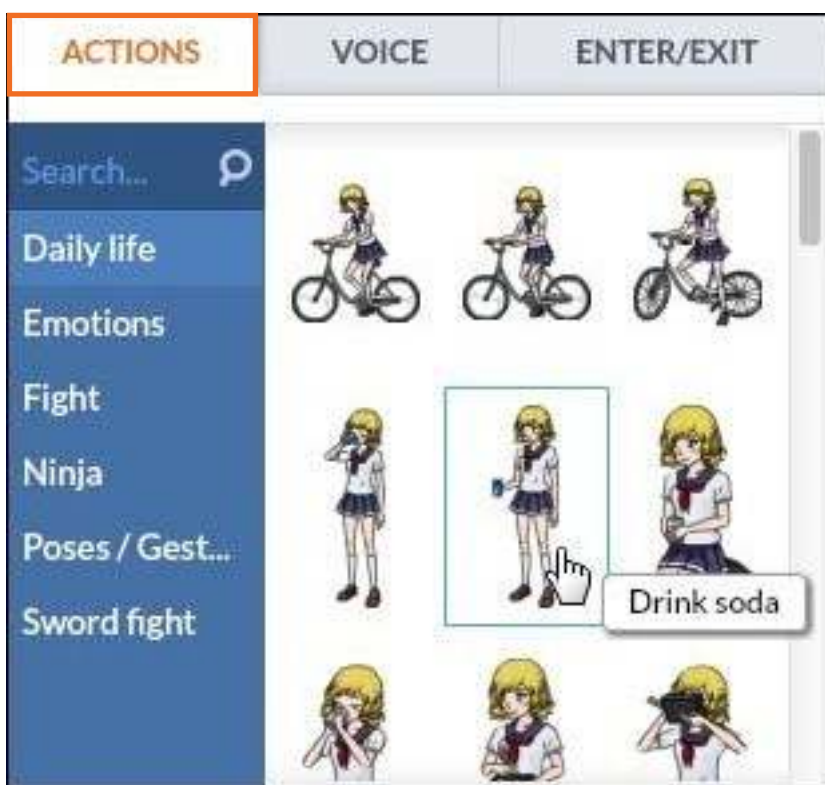 ACTIONS VOICE ENTER/EXIT
Search...
Daily life
Emotions
Fight
Ninja
Poses / Gest...
Sword fight
Drink soda